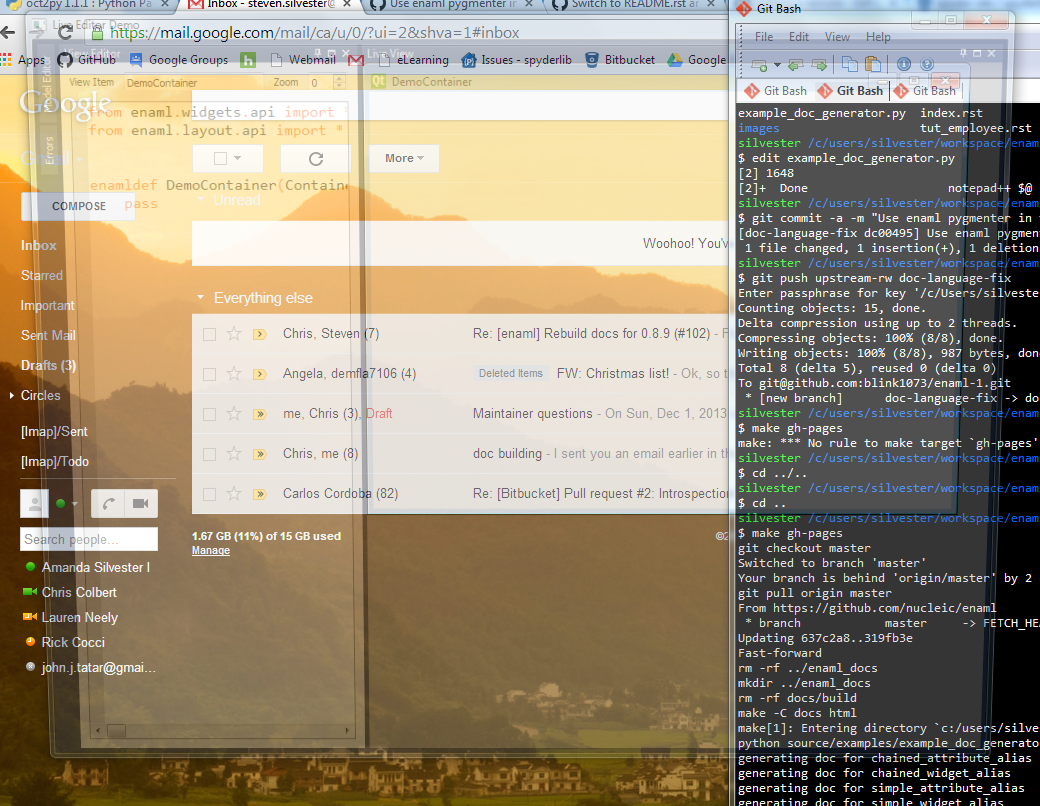 oct2py 1.1.1 : Python Pa
Inbox - steven.silvester@
Use enaml pygmenter in
Switch to README.rst ar
Live Editor Demo
https://mail.google.com/mail/ca/u/0/?ui=2&shva=1#inbox
Apps
GitHub
Google Groups
Webmail
eLearning
Issues - spyderlib
Bitbucket
Google
View Editor
Live View
View Item
DemoContainer
Zoom
0
DemoContainer
Model Editor
Errors
Google
from enaml.widgets.api import
from enaml.layout.api import *
enamldef DemoContainer(Containe
pass
More
COMPOSE
Unread
Inbox
Starred
Important
Sent Mail
Drafts (3)
Circles
[Imap]/Sent
[Imap]/Todo
Woohoo! You'v
Everything else
Chris, Steven (7)
Re: [enaml] Rebuild docs for 0.8.9 (#102) - F
Angela, demfla7106 (4)
Deleted Items
FW: Christmas list! - Ok, so t
me, Chris (3), Draft
Maintainer questions - On Sun, Dec 1, 2013
Chris, me (8)
doc building - I sent you an email earlier in th
Carlos Cordoba (82)
Re: [Bitbucket] Pull request #2: Introspection
1.67 GB (11%) of 15 GB used
Manage
©2
Search people...
Amanda Silvester I
Chris Colbert
Lauren Neely
Rick Cocci
john.j.tatar@gmai...
Git Bash
File Edit View Help
Git Bash
Git Bash
Git Bash
example_doc_generator.py index.rst
images tut_employee.rst
silvester /c/users/silvester/workspace/enam
$ edit example_doc_generator.py
[2] 1648
[2]+ Done notepad++ $@
silvester /c/users/silvester/workspace/enam
$ git commit -a -m "Use enaml pygmenter in
[doc-language-fix dc00495] Use enaml pygmen
1 file changed, 1 insertion(+), 1 deletion
silvester /c/users/silvester/workspace/enam
$ git push upstream-rw doc-language-fix
Enter passphrase for key '/c/Users/silveste
Counting objects: 15, done.
Delta compression using up to 2 threads.
Compressing objects: 100% (8/8), done.
Writing objects: 100% (8/8), 987 bytes, don
Total 8 (delta 5), reused 0 (delta 0)
To git@github.com:blink1073/enaml-1.git
* [new branch] doc-language-fix -> do
silvester /c/users/silvester/workspace/enam
$ make gh-pages
make: *** No rule to make target `gh-pages'
silvester /c/users/silvester/workspace/enam
$ cd ../..
silvester /c/users/silvester/workspace/enam
$ cd ..
silvester /c/users/silvester/workspace/enam
$ make gh-pages
git checkout master
Switched to branch 'master'
Your branch is behind 'origin/master' by 2
git pull origin master
From https://github.com/nucleic/enaml
* branch master -> FETCH_HEA
Updating 637c2a8..319fb3e
Fast-forward
rm -rf ../enaml_docs
mkdir ../enaml_docs
rm -rf docs/build
make -C docs html
make[1]: Entering directory `c:/users/silve
python source/examples/example_doc_generato
generating doc for chained_attribute_alias
generating doc for chained_widget_alias
generating doc for simple_attribute_alias
generating doc for simple_widget_alias